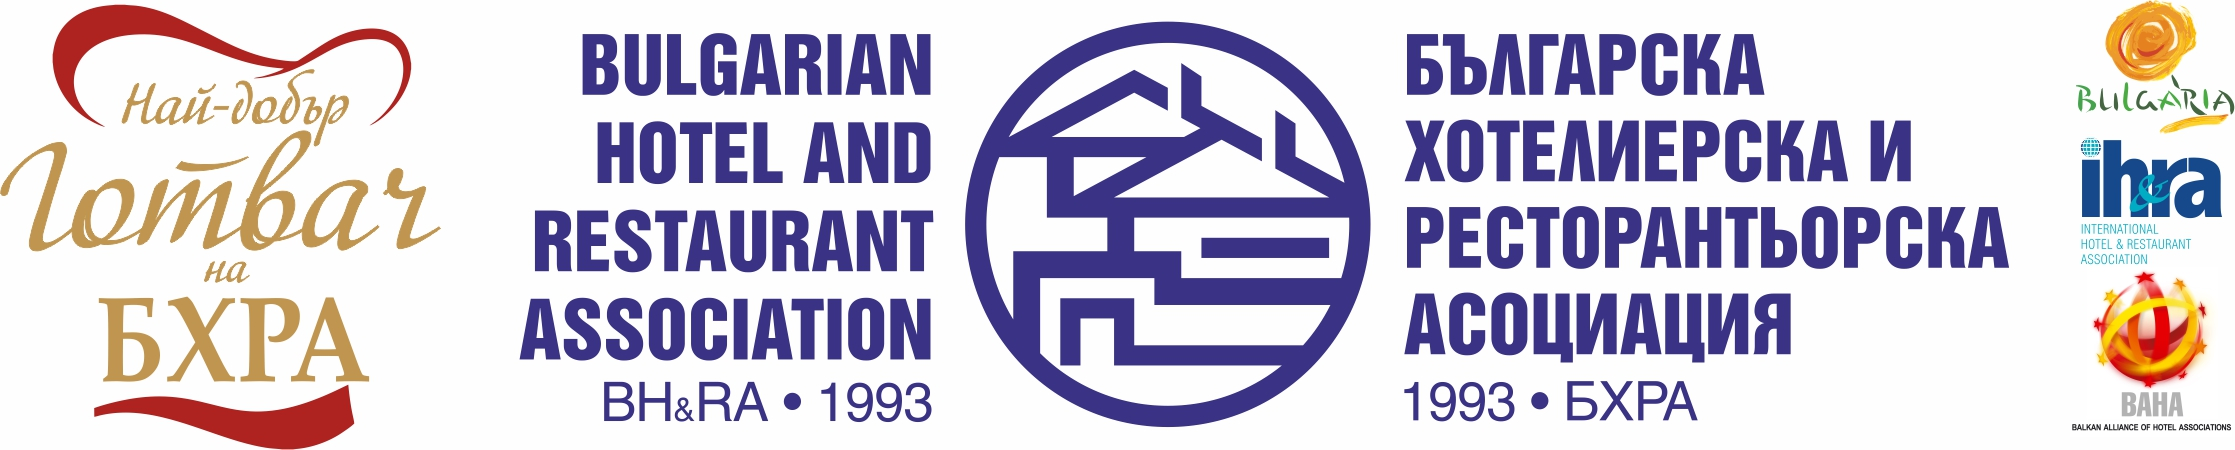 Най-добър
Готвач
на
БХРА
BULGARIAN
HOTEL AND
RESTAURANT
ASSOCIATION
BH&RA • 1993
БЪЛГАРСКА
ХОТЕЛИЕРСКА И
РЕСТОРАНТЬОРСКА
АСОЦИАЦИЯ
1993 • БХРА
BULGARIA
ih&ra
INTERNATIONAL
HOTEL & RESTAURANT
ASSOCIATION
BAHA
BALKAN ALLIANCE OF HOTEL ASSOCIATIONS